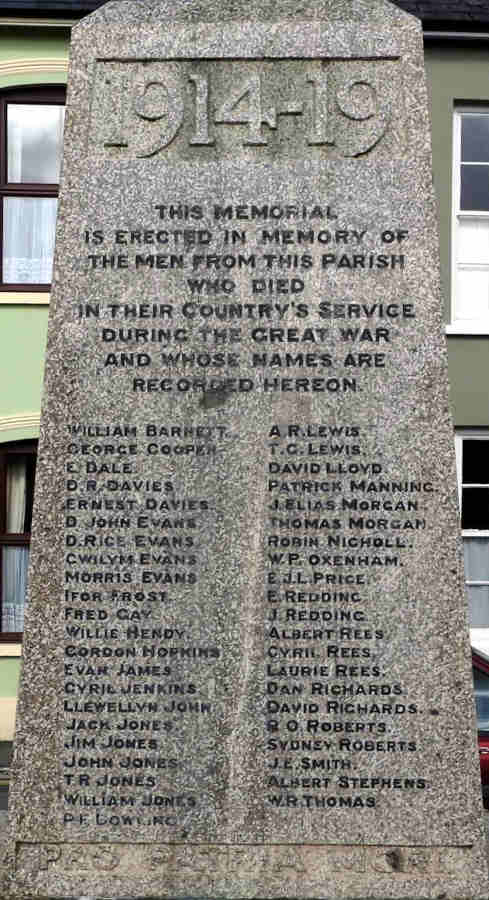 1914-19
THIS MEMORIAL
IS ERECTED IN MEMORY OF
THE MEN FROM THIS PARISH
WHO DIED
IN THEIR COUNTRY'S SERVICE
DURING THE GREAT WAR
AND WHOSE NAMES ARE
RECORDED HEREON.
WILLIAM BARNETT.
GEORGE COOPER.
E. DALE.
D.R. DAVIES.
ERNEST DAVIES.
D. JOHN EVANS.
D. RICE EVANS.
GWILYM EVANS.
MORRIS EVANS
IFOR FROST.
FRED GAY.
WILLIE HENDY.
GORDON HOPKINS
EVAN JAMES.
CYRIL JENKINS.
LLEWELLYN JOHN
JACK JONES.
JIM JONES.
JOHN JONES.
T.R. JONES
WILLIAM JONES.
P.F. DOWLING.
A.R. LEWIS.
T.G. LEWIS.
DAVID LLOYD.
PATRICK MANNING.
J. ELIAS MORGAN.
THOMAS MORGAN
ROBIN NICHOLL.
W.P. OXENHAM.
E.J.L. PRICE.
E. REDDING.
J. REDDING.
ALBERT REES.
CYRIL REES.
LAURIE REES.
DAN RICHARDS.
DAVID RICHARDS.
R.O. ROBERTS.
SYDNEY ROBERTS.
J.E. SMITH.
ALBERT STEPHENS.
W.R. THOMAS.
PRO PATRIA MORI